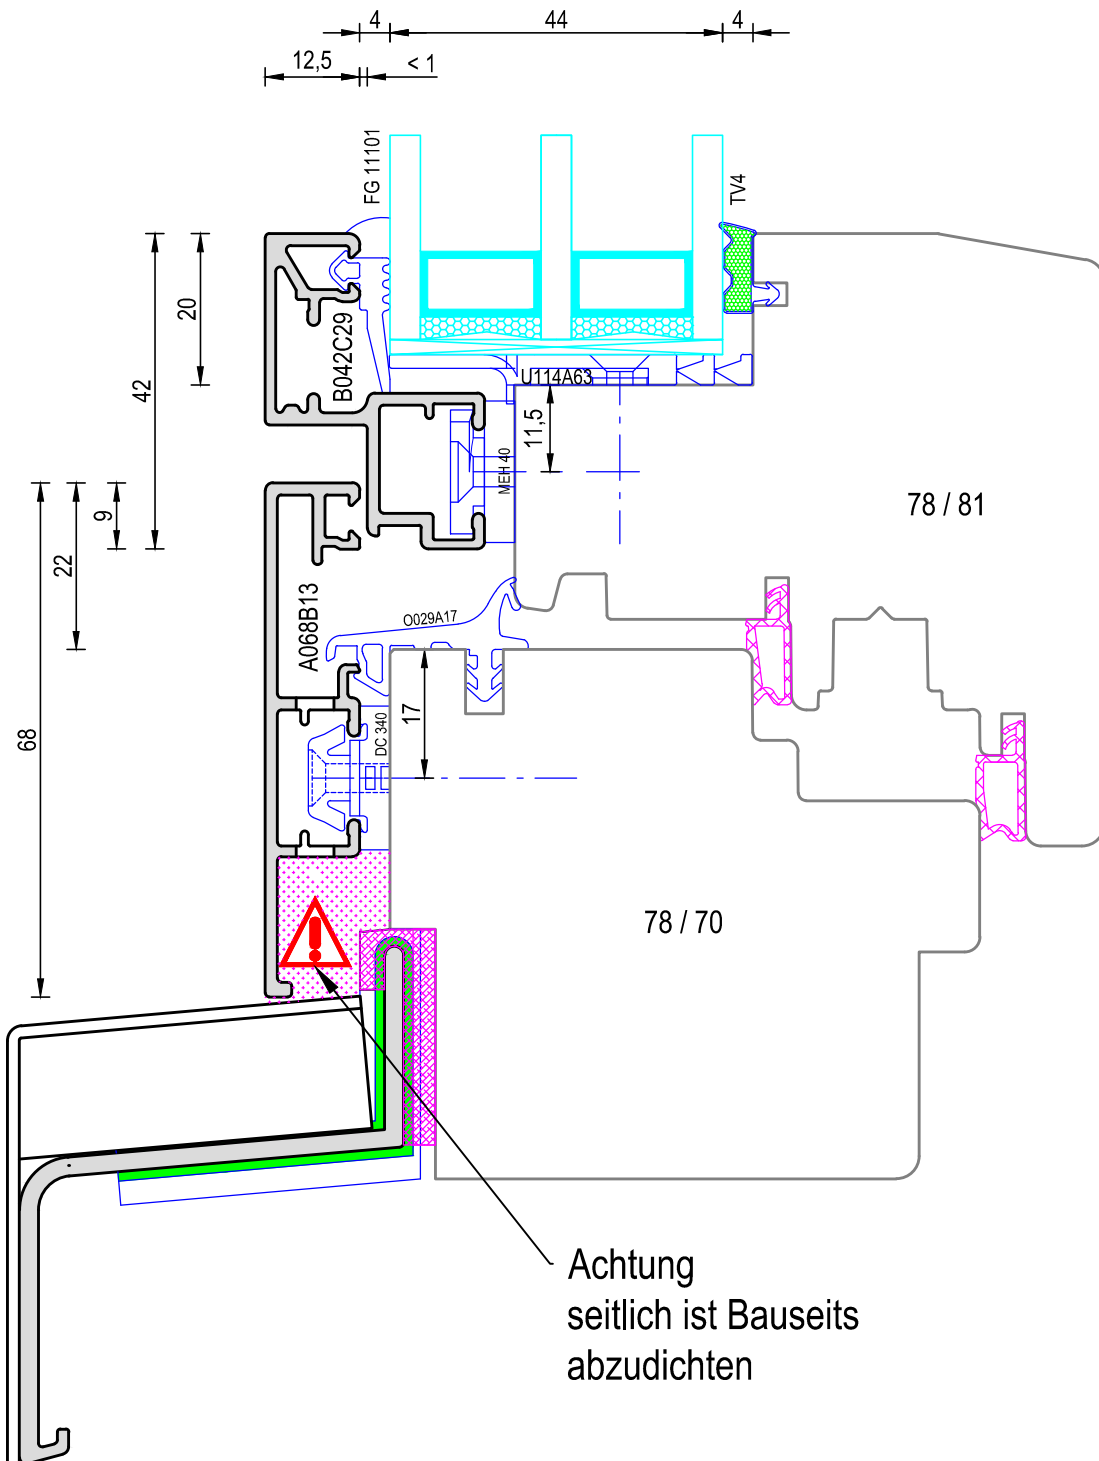 4
44
4
12,5
< 1
FG 11101
TV4
20
42
B042C29
U114A63
11,5
MEH 40
78 / 81
9
22
A068B13
O029A17
68
17
DC 340
78 / 70
Achtung
seitlich ist Bauseits
abzudichten